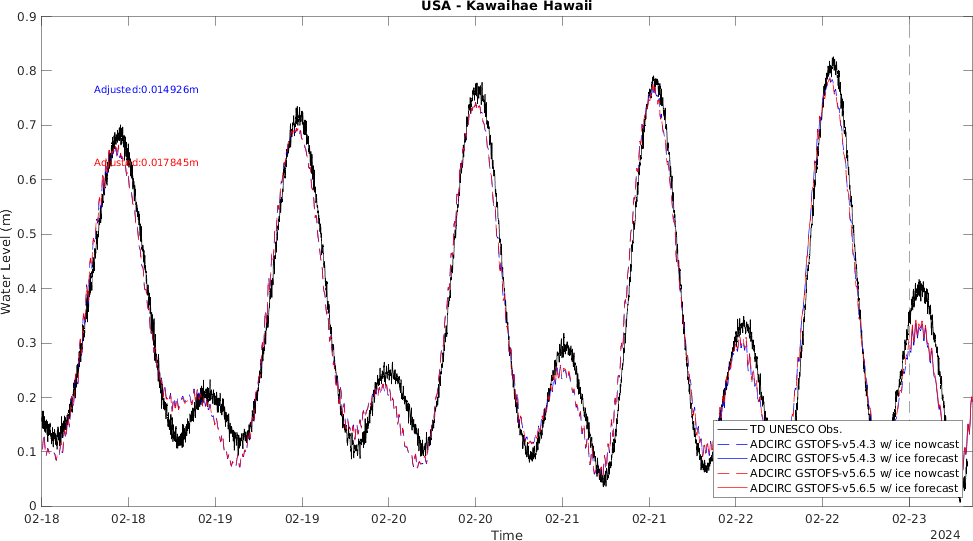 USA - Kawaihae Hawaii
0.9
0.8
0.7
0.6
0.5
0.4
0.3
0.2
0.1
0
Water Level (m)
Adjusted:0.014926m
Adjusted:0.017845m
TD UNESCO Obs.
ADCIRC GSTOFS-v5.4.3 w/ ice nowcast
ADCIRC GSTOFS-v5.4.3 w/ ice forecast
ADCIRC GSTOFS-v5.6.5 w/ ice nowcast
ADCIRC GSTOFS-v5.6.5 w/ ice forecast
02-18 02-18 02-19 02-19 02-20 02-20 02-21 02-21 02-22 02-22 02-23
Time
2024